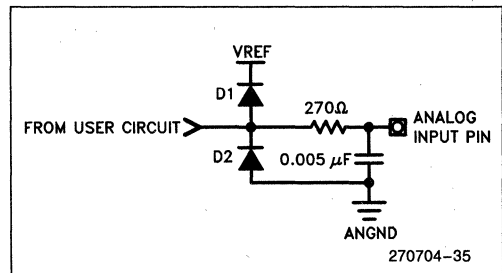 VREF
D1
270Ω
FROM USER CIRCUIT
ANALOG
INPUT PIN
D2
0.005 μF
ANGND
270704-35